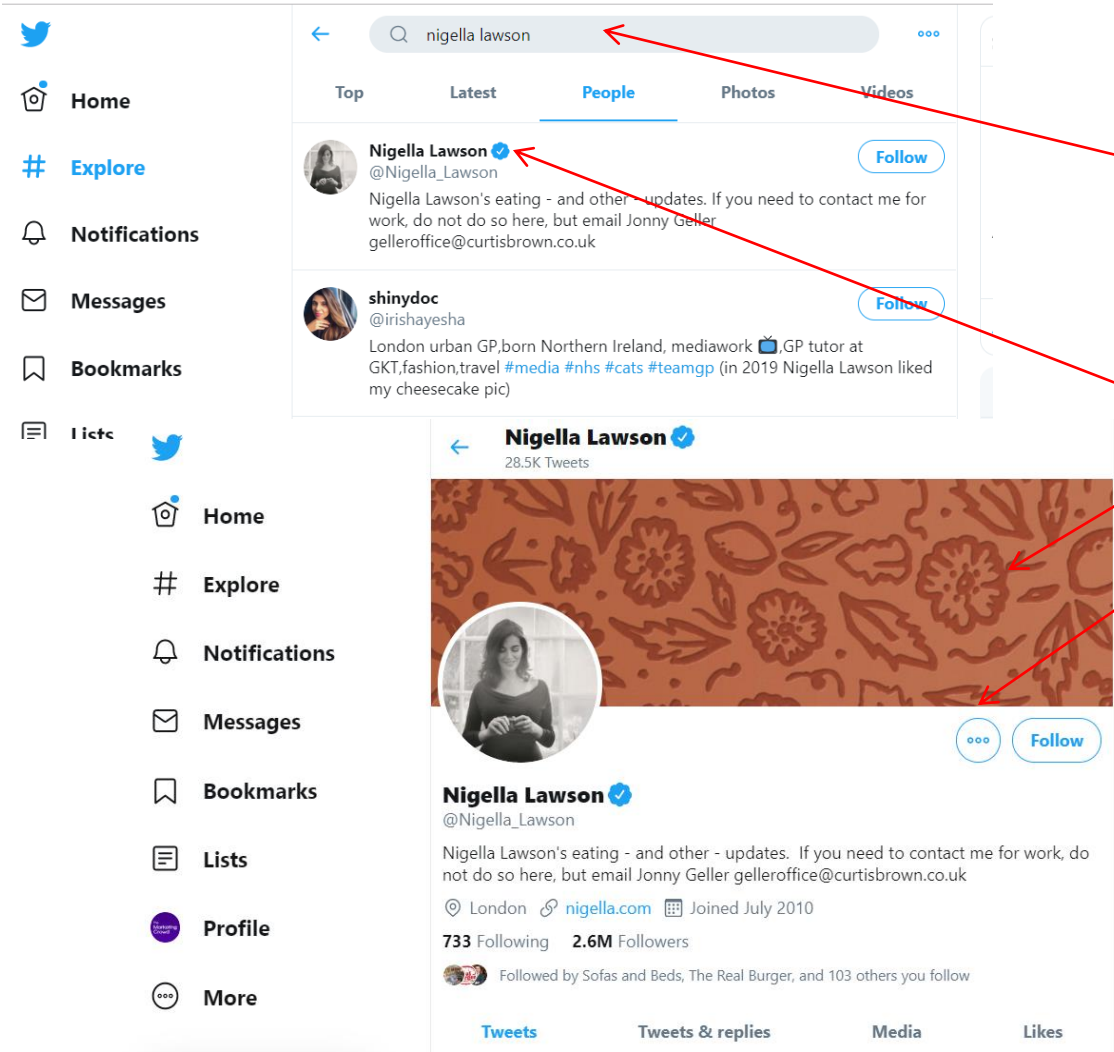 nigella lawson
Home
Top Latest People Photos Videos
Explore
Nigella Lawson
Follow
@Nigella_Lawson
Nigella Lawson's eating - and other - updates. If you need to contact me for
work, do not do so here, but email Jonny Geller
gelleroffice@curtisbrown.co.uk
Notifications
Messages
shinydoc
Follow
@irishayesha
London urban GP,born Northern Ireland, mediawork 📺,GP tutor at
GKT,fashion,travel #media #nhs #cats #teamgp (in 2019 Nigella Lawson liked
my cheesecake pic)
Bookmarks
Lists
Nigella Lawson
28.5K Tweets
Home
Explore
Notifications
Messages
Bookmarks
Lists
Profile
More
Follow
Nigella Lawson
@Nigella_Lawson
Nigella Lawson's eating - and other - updates.  If you need to contact me for work, do
not do so here, but email Jonny Geller gelleroffice@curtisbrown.co.uk
London nigella.com Joined July 2010
733 Following 2.6M Followers
Followed by Sofas and Beds, The Real Burger, and 103 others you follow
Tweets Tweets & replies Media Likes